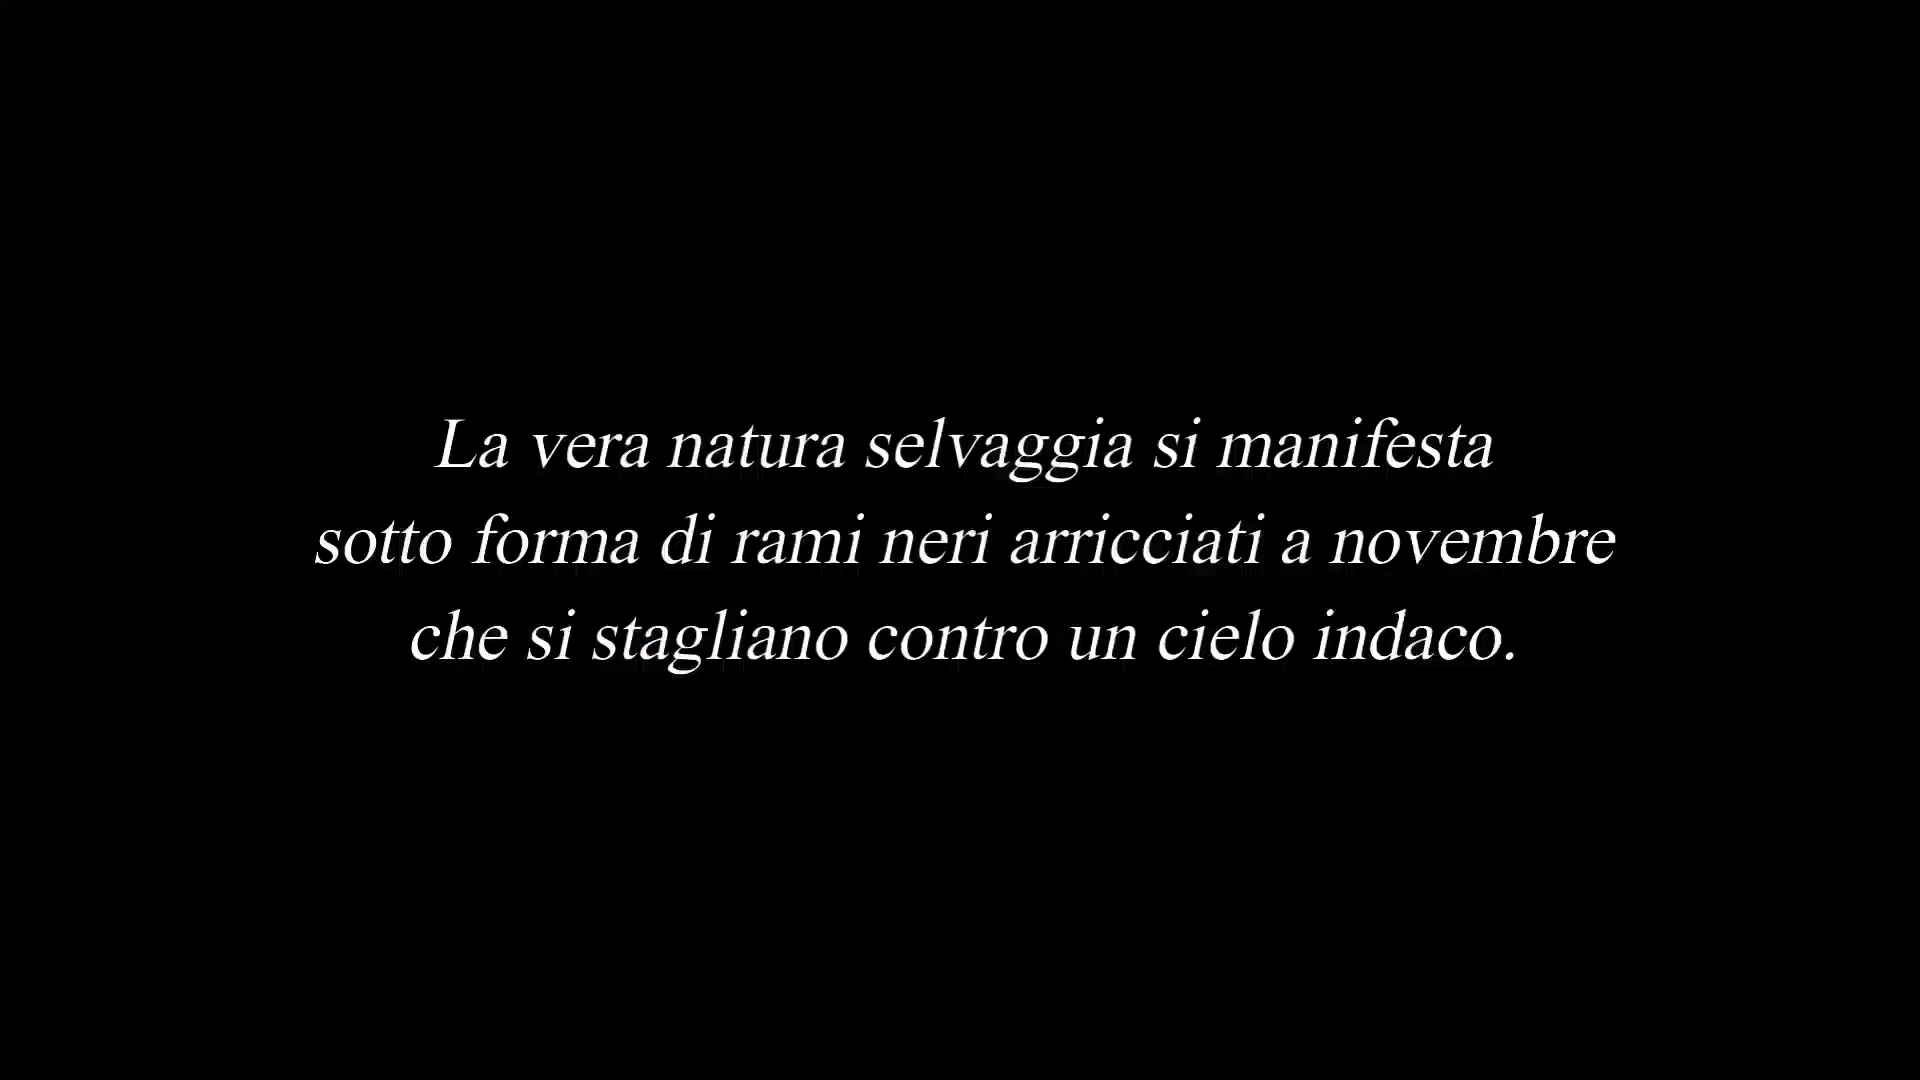 La vera natura selvaggia si manifesta
sotto forma di rami neri arricciati a novembre
che si stagliano contro un cielo indaco.